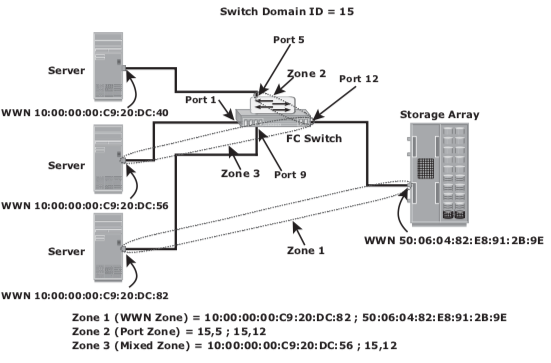 Switch Domain ID = 15
Port 5
Zone 2
Server
Port 12
WWN 10:00:00:00:C9:20:DC:40
Port 1
Storage Array
FC Switch
Server
Zone 3
Port 9
WWN 10:00:00:00:C9:20:DC:56
WWN 50:06:04:82:E8:91:2B:9E
Server
Zone 1
WWN 10:00:00:00:C9:20:DC:82
Zone 1 (WWN Zone) = 10:00:00:00:C9:20:DC:82 ; 50:06:04:82:E8:91:2B:9E
Zone 2 (Port Zone) = 15,5 ; 15,12
Zone 3 (Mixed Zone) = 10:00:00:00:C9:20:DC:56 ; 15,12